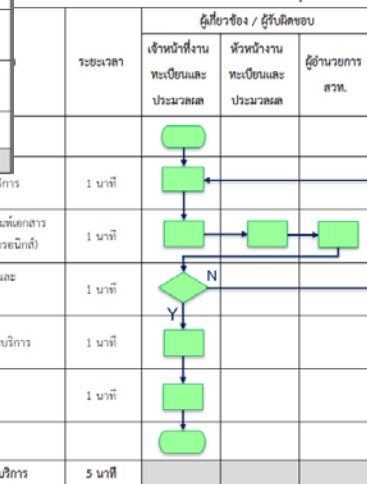 ผู้เกี่ยวข้อง / ผู้รับผิดชอบ
ระยะเวลา
เจ้าหน้าที่งาน
ทะเบียนและ
ประมวลผล
หัวหน้างาน
ทะเบียนและ
ประมวลผล
ผู้อำนวยการ
สวท.
1 นาที
1 นาที
N
1 นาที
Y
บริการ 1 นาที
1 นาที
บริการ 5 นาที